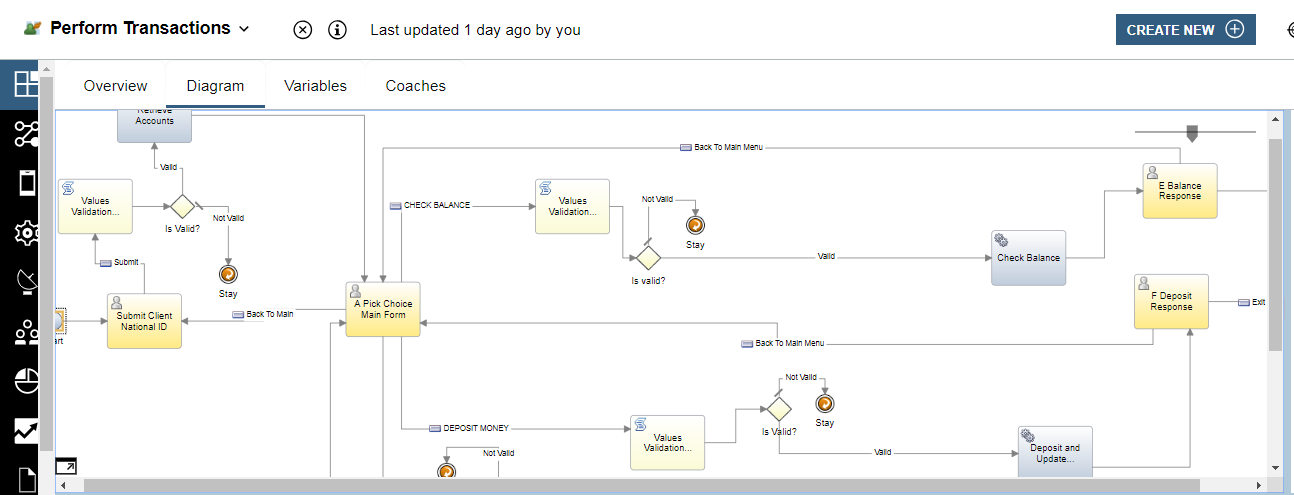 Perform Transactions
Last updated 1 day ago by you
CREATE NEW
Overview
Diagram
Variables
Coaches
Retrieve
Accounts
Back To Main Menu
Valid
Values
Validation...
Not Valid
Is Valid?
CHECK BALANCE
Values
Validation...
Not Valid
Stay
Is valid?
Valid
Check Balance
E Balance
Response
Submit
Stay
Submit Client
National ID
Back To Main
A Pick Choice
Main Form
F Deposit
Response
Exit
art
Back To Main Menu
Not Valid
Stay
Is Valid?
DEPOSIT MONEY
Values
Validation...
Not Valid
Valid
Deposit and
Update...